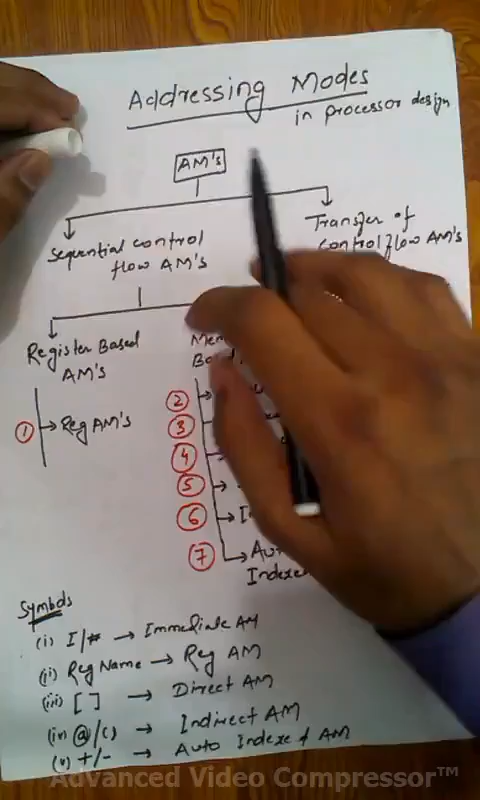 Addressing Modes
in processor design
AM's
Sequential control
flow AM's
Transfer of
control flow AM's
Register Based
AM's
① Reg AM's
②
③
④
⑤
⑥
⑦
Indexed
Symbols
(i) I/# → Immediate AM
(ii) Reg Name → Reg AM
(iii) [ ] → Direct AM
(iv) @/( ) → Indirect AM
(v) +/- → Auto Indexed AM
Advanced Video Compressor™